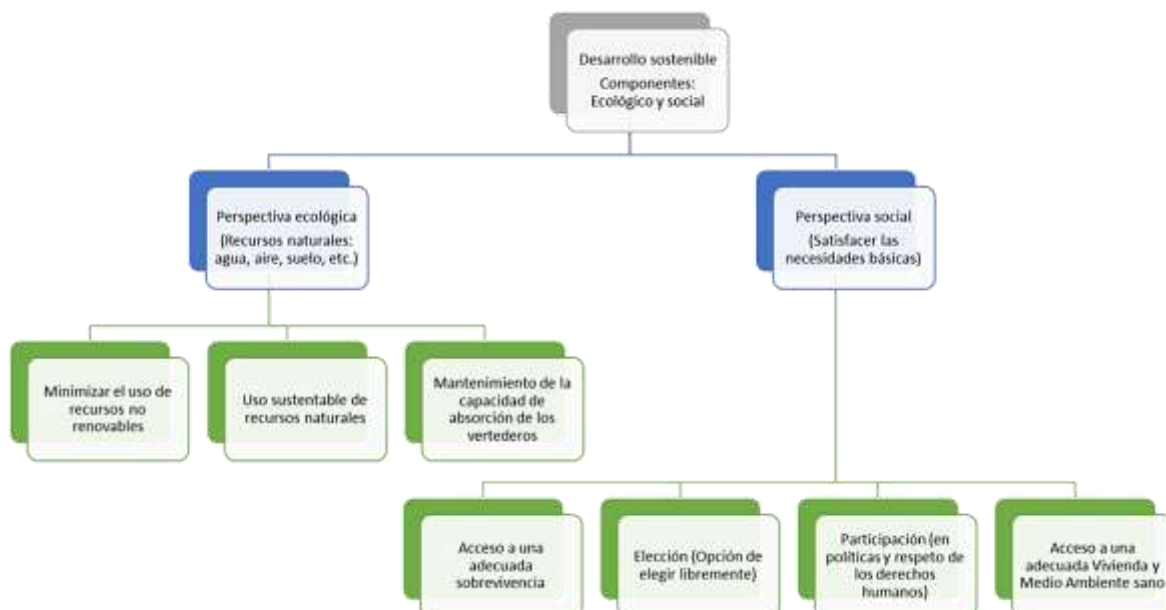 Desarrollo sostenible
Componentes:
Ecológico y social
Perspectiva ecológica
(Recursos naturales:
agua, aire, suelo, etc.)
Perspectiva social
(Satisfacer las
necesidades básicas)
Minimizar el uso de
recursos no
renovables
Uso sustentable de
recursos naturales
Mantenimiento de la
capacidad de
absorción de los
vertederos
Acceso a una
adecuada
sobrevivencia
Elección (Opción de
elegir libremente)
Participación (en
políticas y respeto de
los derechos
humanos)
Acceso a una
adecuada Vivienda y
Medio Ambiente sano